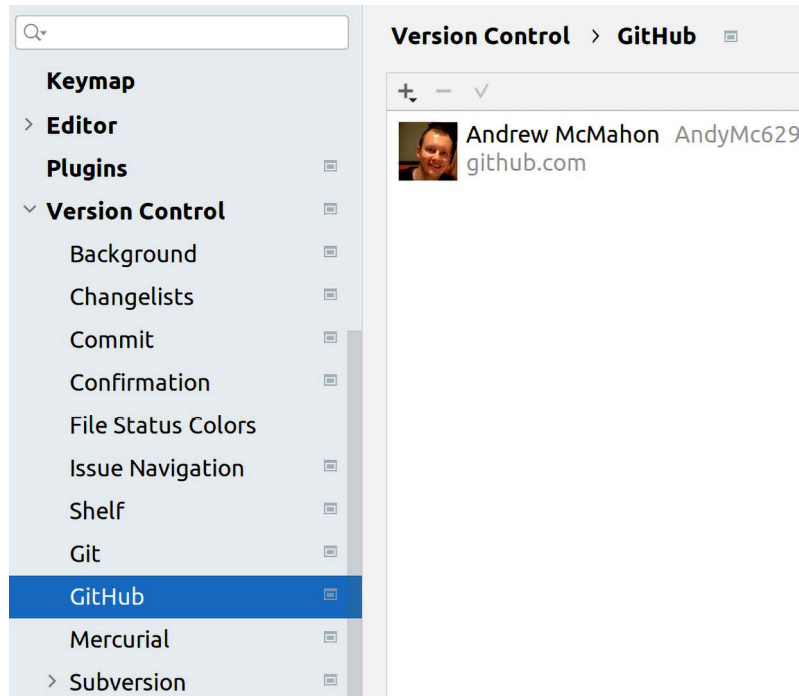 Keymap
Editor
Plugins
Version Control
Background
Changelists
Commit
Confirmation
File Status Colors
Issue Navigation
Shelf
Git
GitHub
Mercurial
Subversion
Version Control › GitHub
Andrew McMahon AndyMc629
github.com